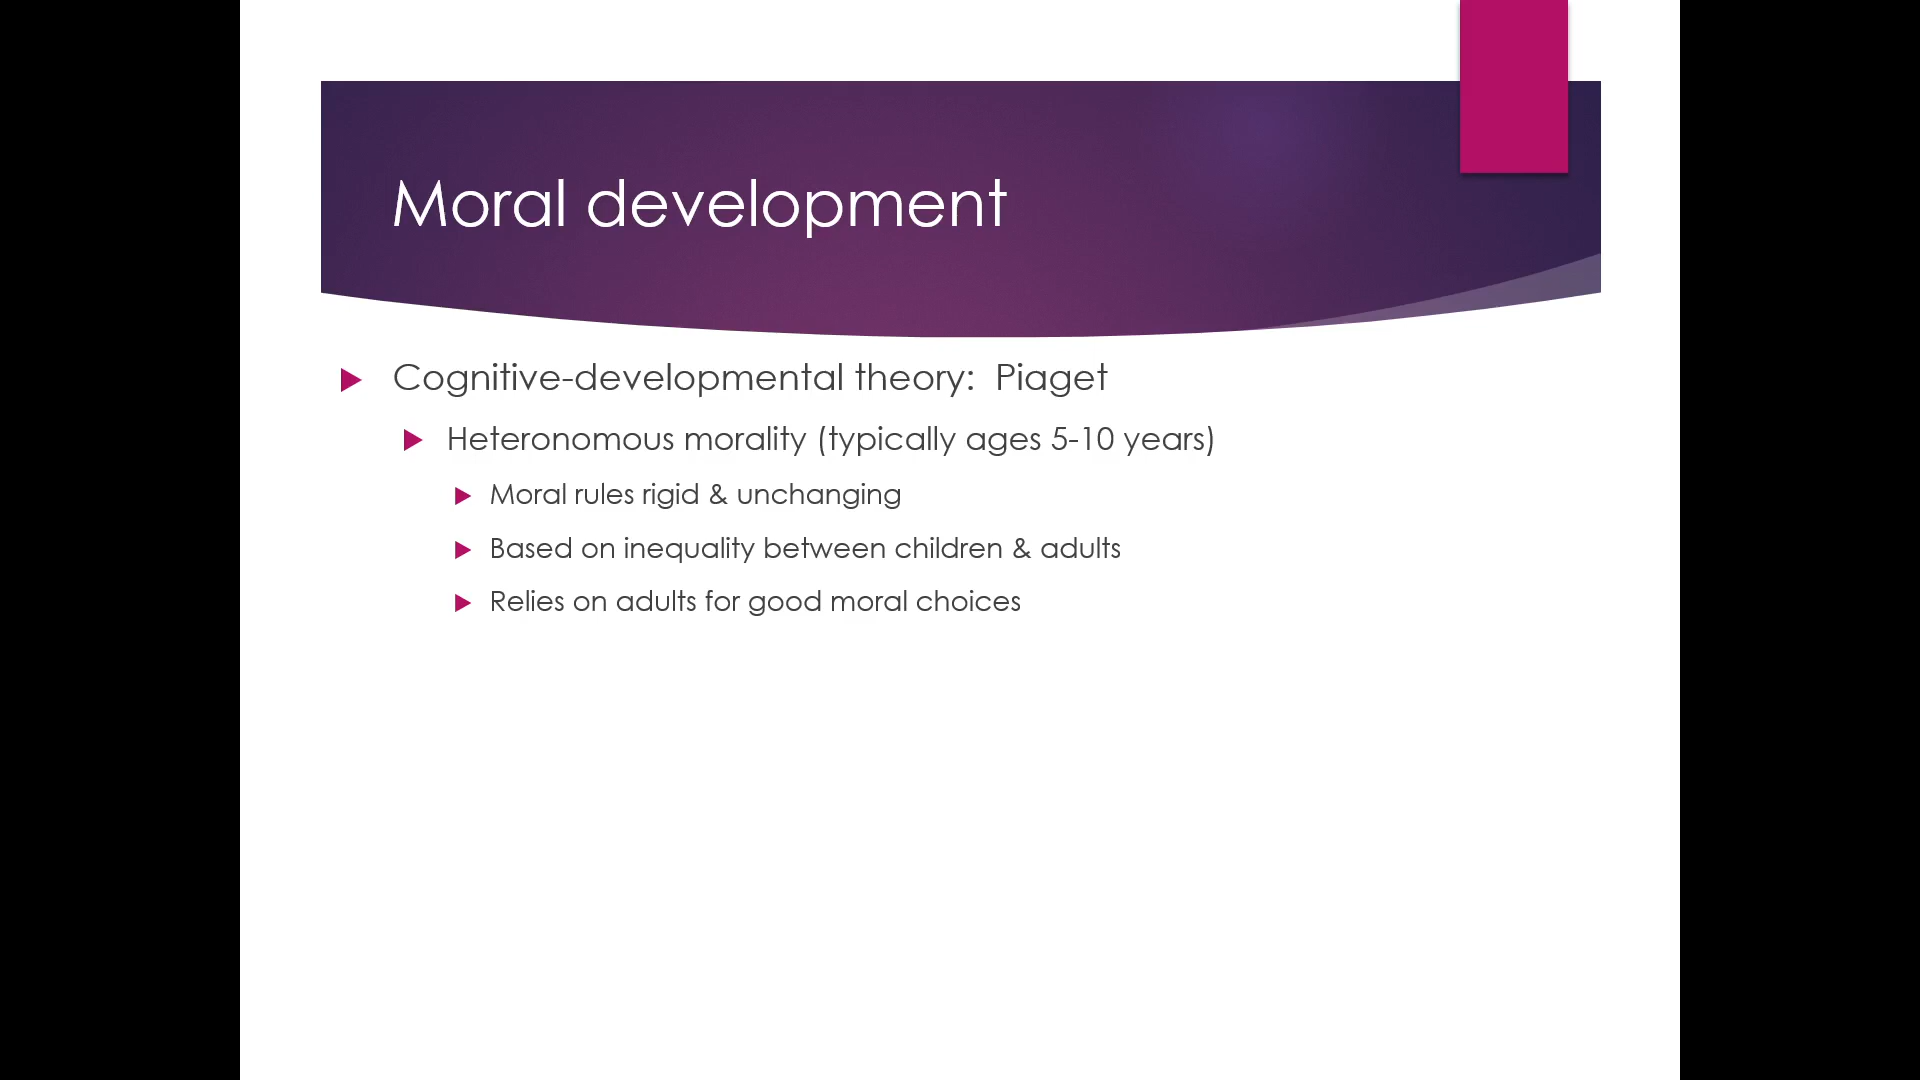 Moral development
Cognitive-developmental theory:  Piaget
Heteronomous morality (typically ages 5-10 years)
Moral rules rigid & unchanging
Based on inequality between children & adults
Relies on adults for good moral choices